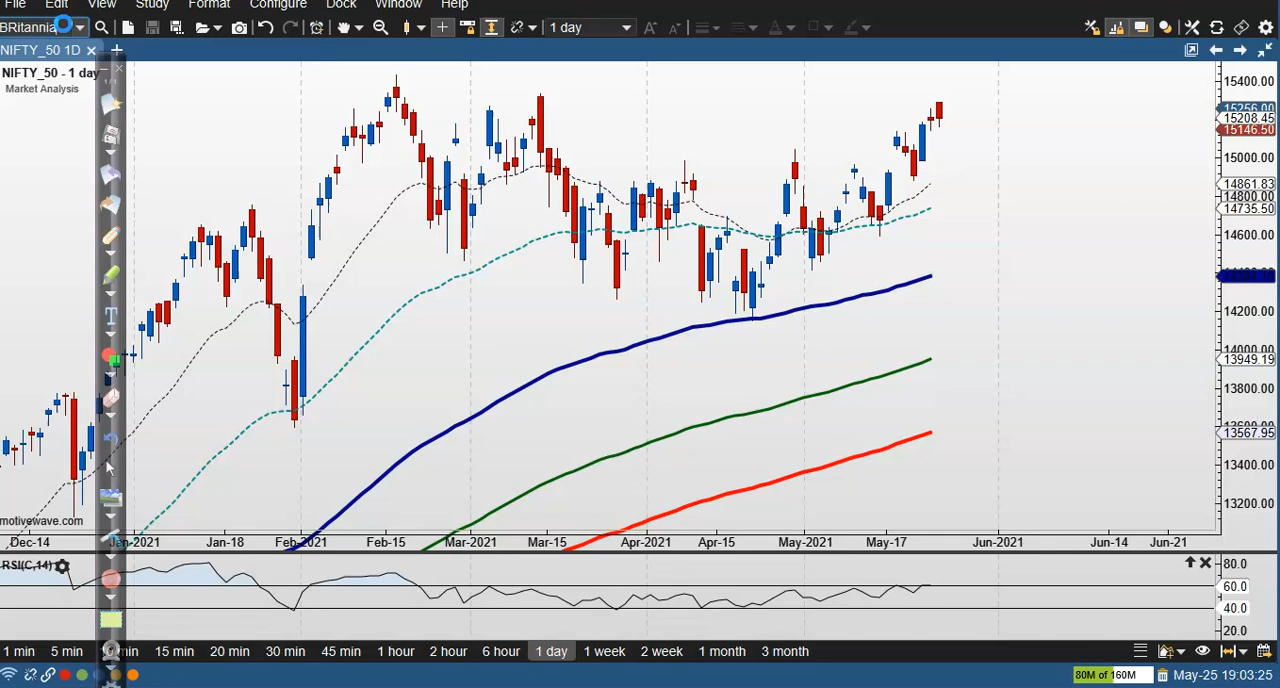 File Edit View Study Format Configure Dock Window Help
BRitannia 1 day
NIFTY_50 1D
NIFTY_50 - 1 day
Market Analysis
15400.00
15256.00
15208.45
15146.50
15000.00
14861.83
14800.00
14735.50
14600.00
14200.00
14000.00
13949.19
13800.00
13567.95
13400.00
13200.00
motivewave.com
Dec-14 Jan-2021 Jan-18 Feb-2021 Feb-15 Mar-2021 Mar-15 Apr-2021 Apr-15 May-2021 May-17 Jun-2021 Jun-14 Jun-21
RSI(C,14)
80.0
60.0
40.0
20.0
1 min 5 min 15 min 20 min 30 min 45 min 1 hour 2 hour 6 hour 1 day 1 week 2 week 1 month 3 month
80M of 160M May-25 19:03:25